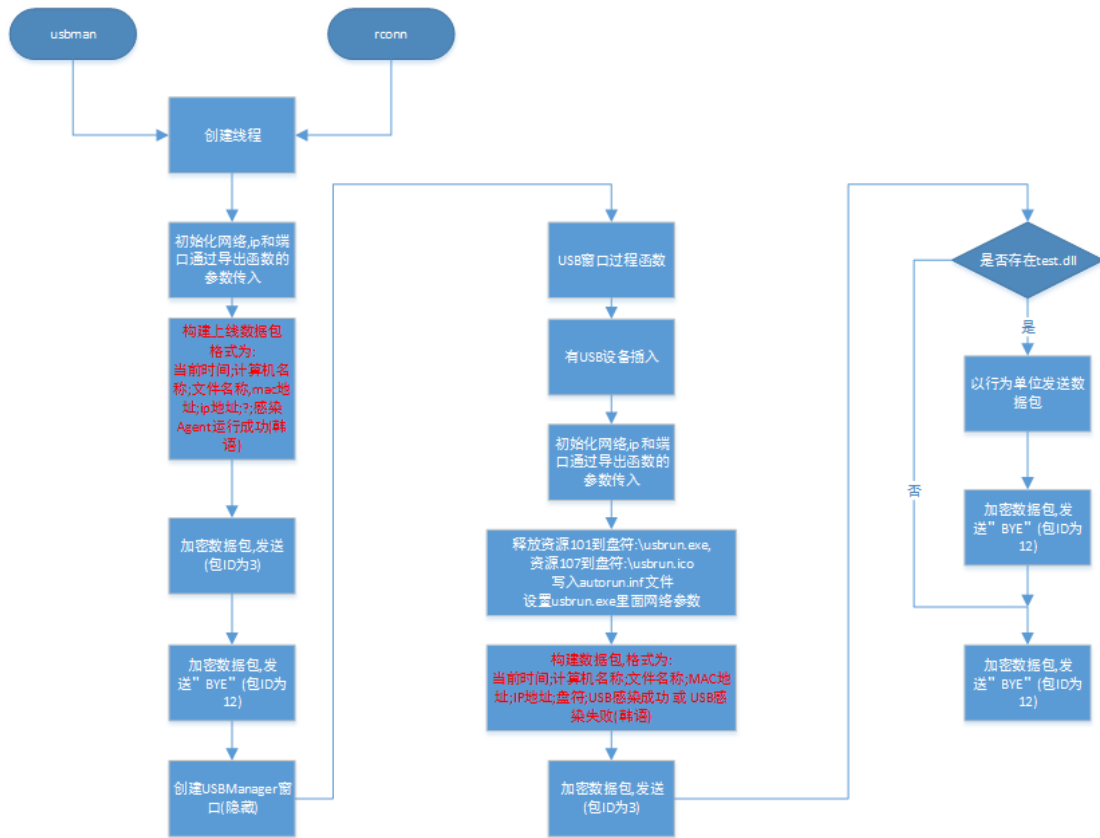 usbman
rconn
创建线程
初始化网络,ip和端
口通过导出函数的
参数传入
构建上线数据包
格式为:
当前时间;计算机名
称;文件名称,mac地
址;ip地址;?;感染
Agent运行成功(韩
语)
加密数据包,发送
(包ID为3)
加密数据包,发
送”BYE”(包ID为
12)
创建USBManager窗
口(隐藏)
USB窗口过程函数
有USB设备插入
初始化网络,ip和端
口通过导出函数的
参数传入
释放资源101到盘符:\usbrun.exe,
资源107到盘符:\usbrun.ico
写入autorun.inf文件
设置usbrun.exe里面网络参数
构建数据包,格式为:
当前时间;计算机名称;文件名称;MAC地
址;IP地址;盘符;USB感染成功 或 USB感
染失败(韩语)
加密数据包,发送
(包ID为3)
是否存在test.dll
是
以行为单位发送数
据包
否
加密数据包,发
送”BYE”(包ID为
12)
加密数据包,发
送”BYE”(包ID为
12)